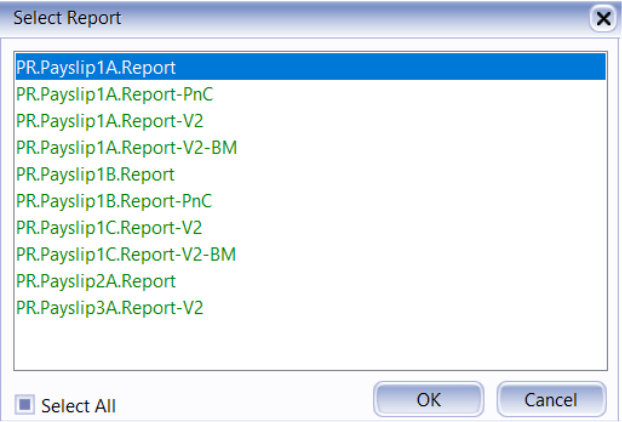 Select Report
PR.Payslip1A.Report
PR.Payslip1A.Report-PnC
PR.Payslip1A.Report-V2
PR.Payslip1A.Report-V2-BM
PR.Payslip1B.Report
PR.Payslip1B.Report-PnC
PR.Payslip1C.Report-V2
PR.Payslip1C.Report-V2-BM
PR.Payslip2A.Report
PR.Payslip3A.Report-V2
Select All
OK
Cancel